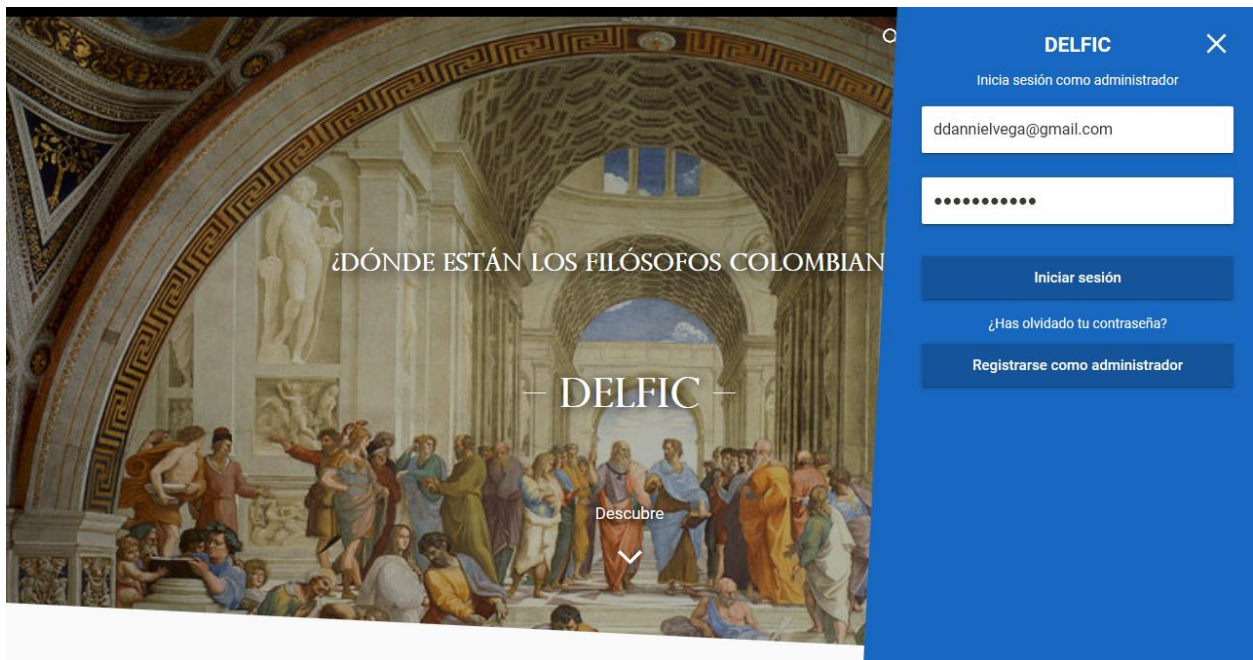 ¿DÓNDE ESTÁN LOS FILÓSOFOS COLOMBIAN
– DELFIC –
Descubre
DELFIC
Inicia sesión como administrador
ddannielvega@gmail.com
•••••••••••
Iniciar sesión
¿Has olvidado tu contraseña?
Registrarse como administrador